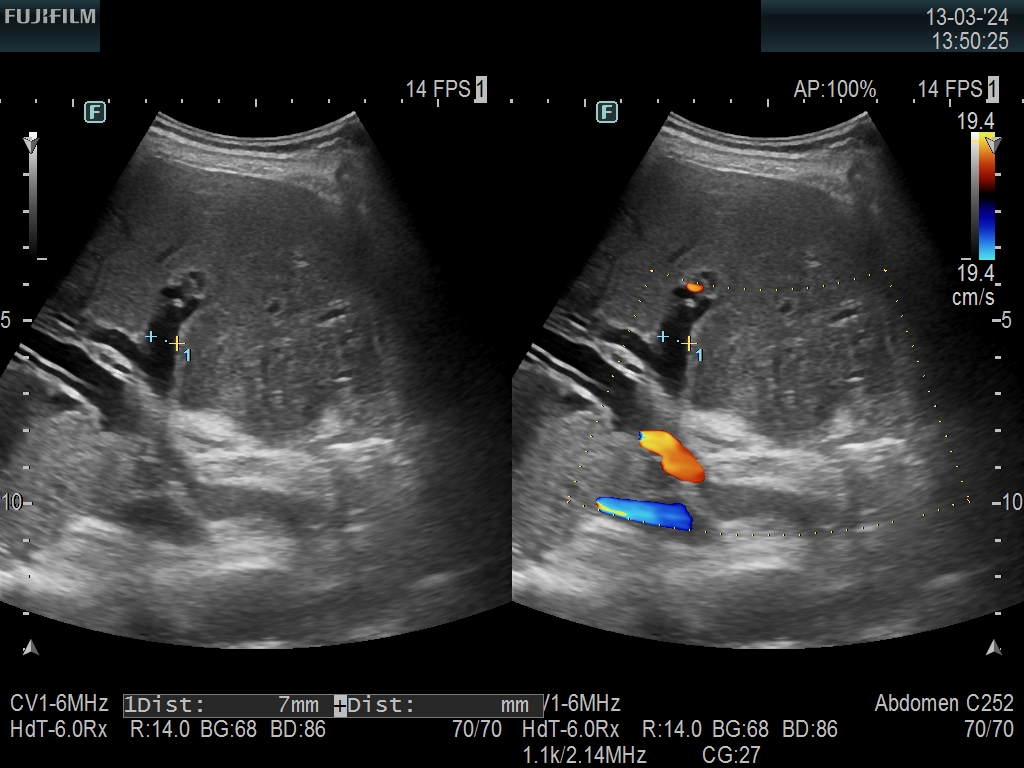 FUJIFILM
13-03-'24
13:50:25
14 FPS 1
AP:100% 14 FPS 1
F
F
19.4
19.4
cm/s
5
5
10
10
1
1
CV1-6MHz 1Dist: 7mm +Dist: mm /1-6MHz Abdomen C252
HdT-6.0Rx R:14.0 BG:68 BD:86 70/70 HdT-6.0Rx R:14.0 BG:68 BD:86 70/70
1.1k/2.14MHz CG:27